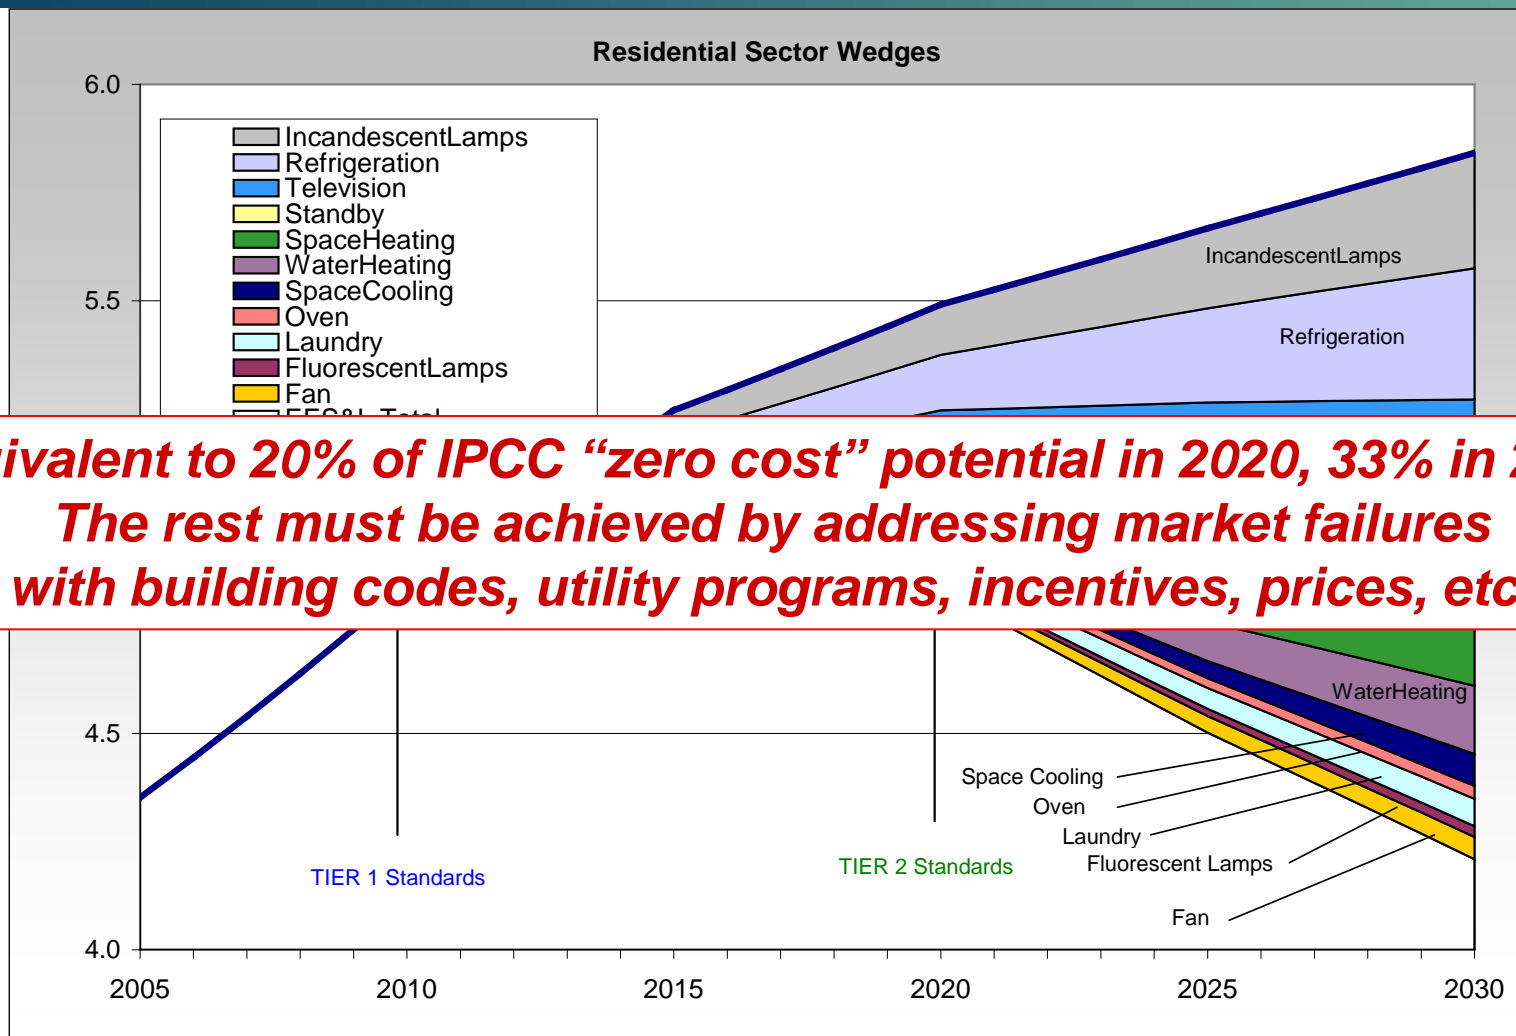 Residential Sector Wedges
6.0
IncandescentLamps
Refrigeration
Television
Standby
SpaceHeating
WaterHeating
SpaceCooling
Oven
Laundry
FluorescentLamps
Fan
IncandescentLamps
5.5
Refrigeration
to 20% of IPCC “zero cost” potential in 2020, 33% in
The rest must be achieved by addressing market failures
with building codes, utility programs, incentives, prices, etc
WaterHeating
4.5
Space Cooling
Oven
Laundry
Fluorescent Lamps
Fan
TIER 1 Standards
TIER 2 Standards
4.0
2005 2010 2015 2020 2025 2030